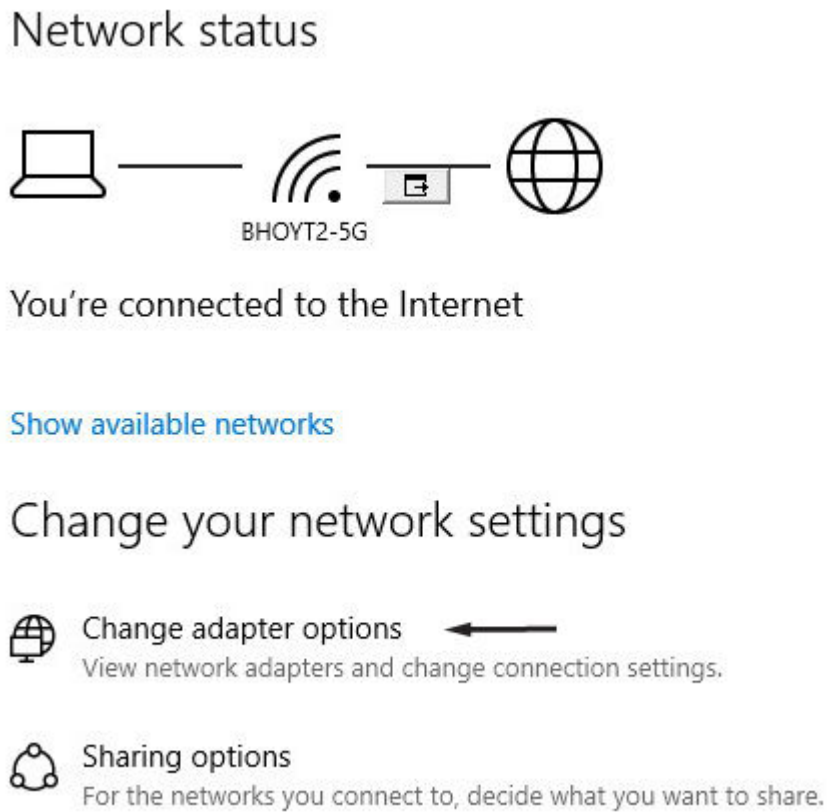 Network status
BHOYT2-5G
You're connected to the Internet
Show available networks
Change your network settings
Change adapter options
View network adapters and change connection settings.
Sharing options
For the networks you connect to, decide what you want to share.